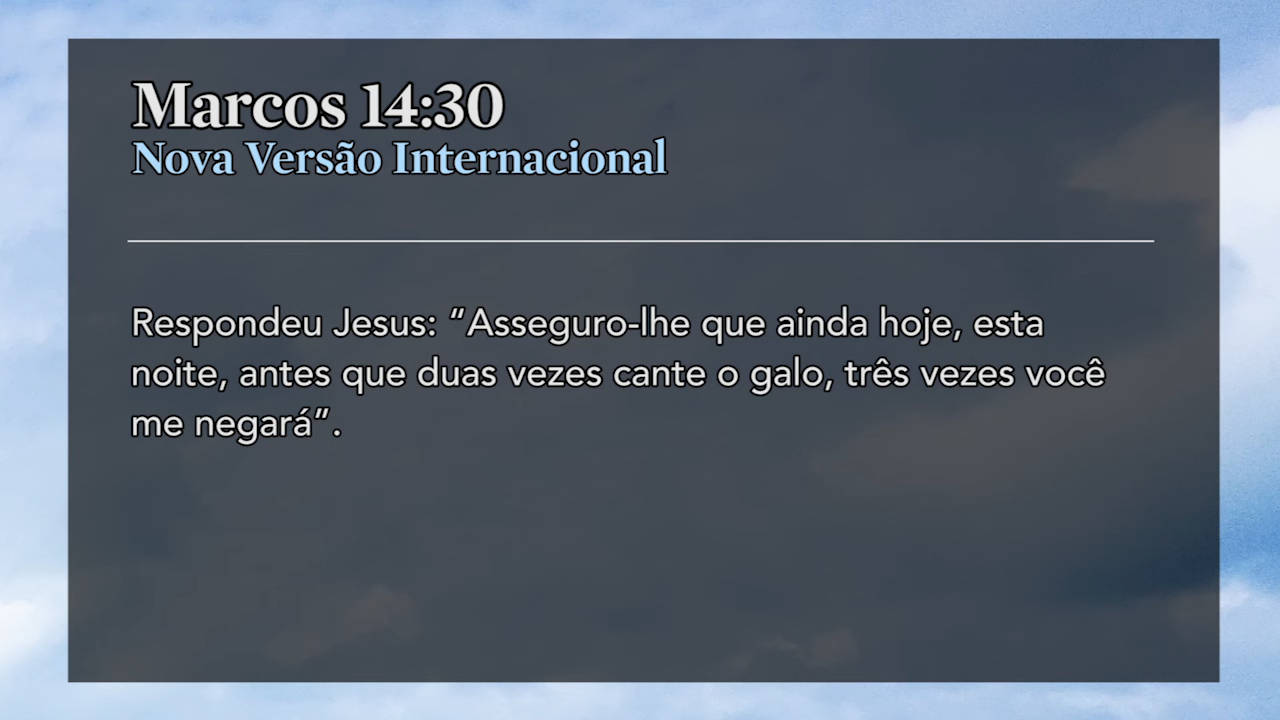 Marcos 14:30
Nova Versão Internacional
Respondeu Jesus: “Asseguro-lhe que ainda hoje, esta
noite, antes que duas vezes cante o galo, três vezes você
me negará”.